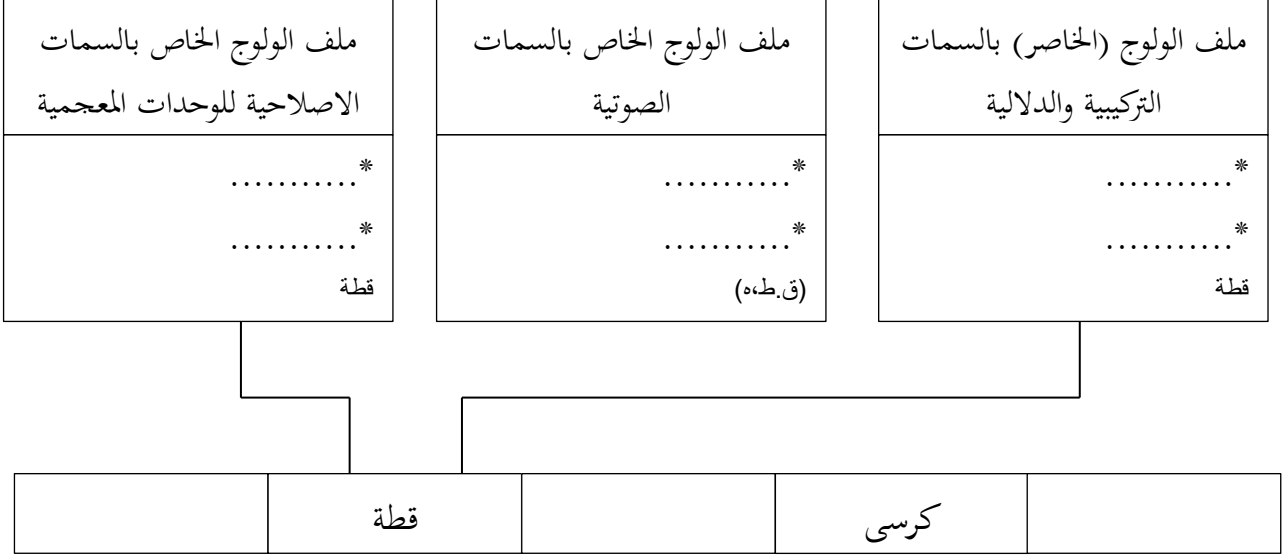 ملف الولوج (الخاصر) بالسمات
التركيبية والدلالية
*...........
*...........
قطة
ملف الولوج الخاص بالسمات
الصوتية
*...........
*...........
(ق.ط،ه)
ملف الولوج الخاص بالسمات
الاصلاحية للوحدات المعجمية
*...........
*...........
قطة
كرسى
قطة